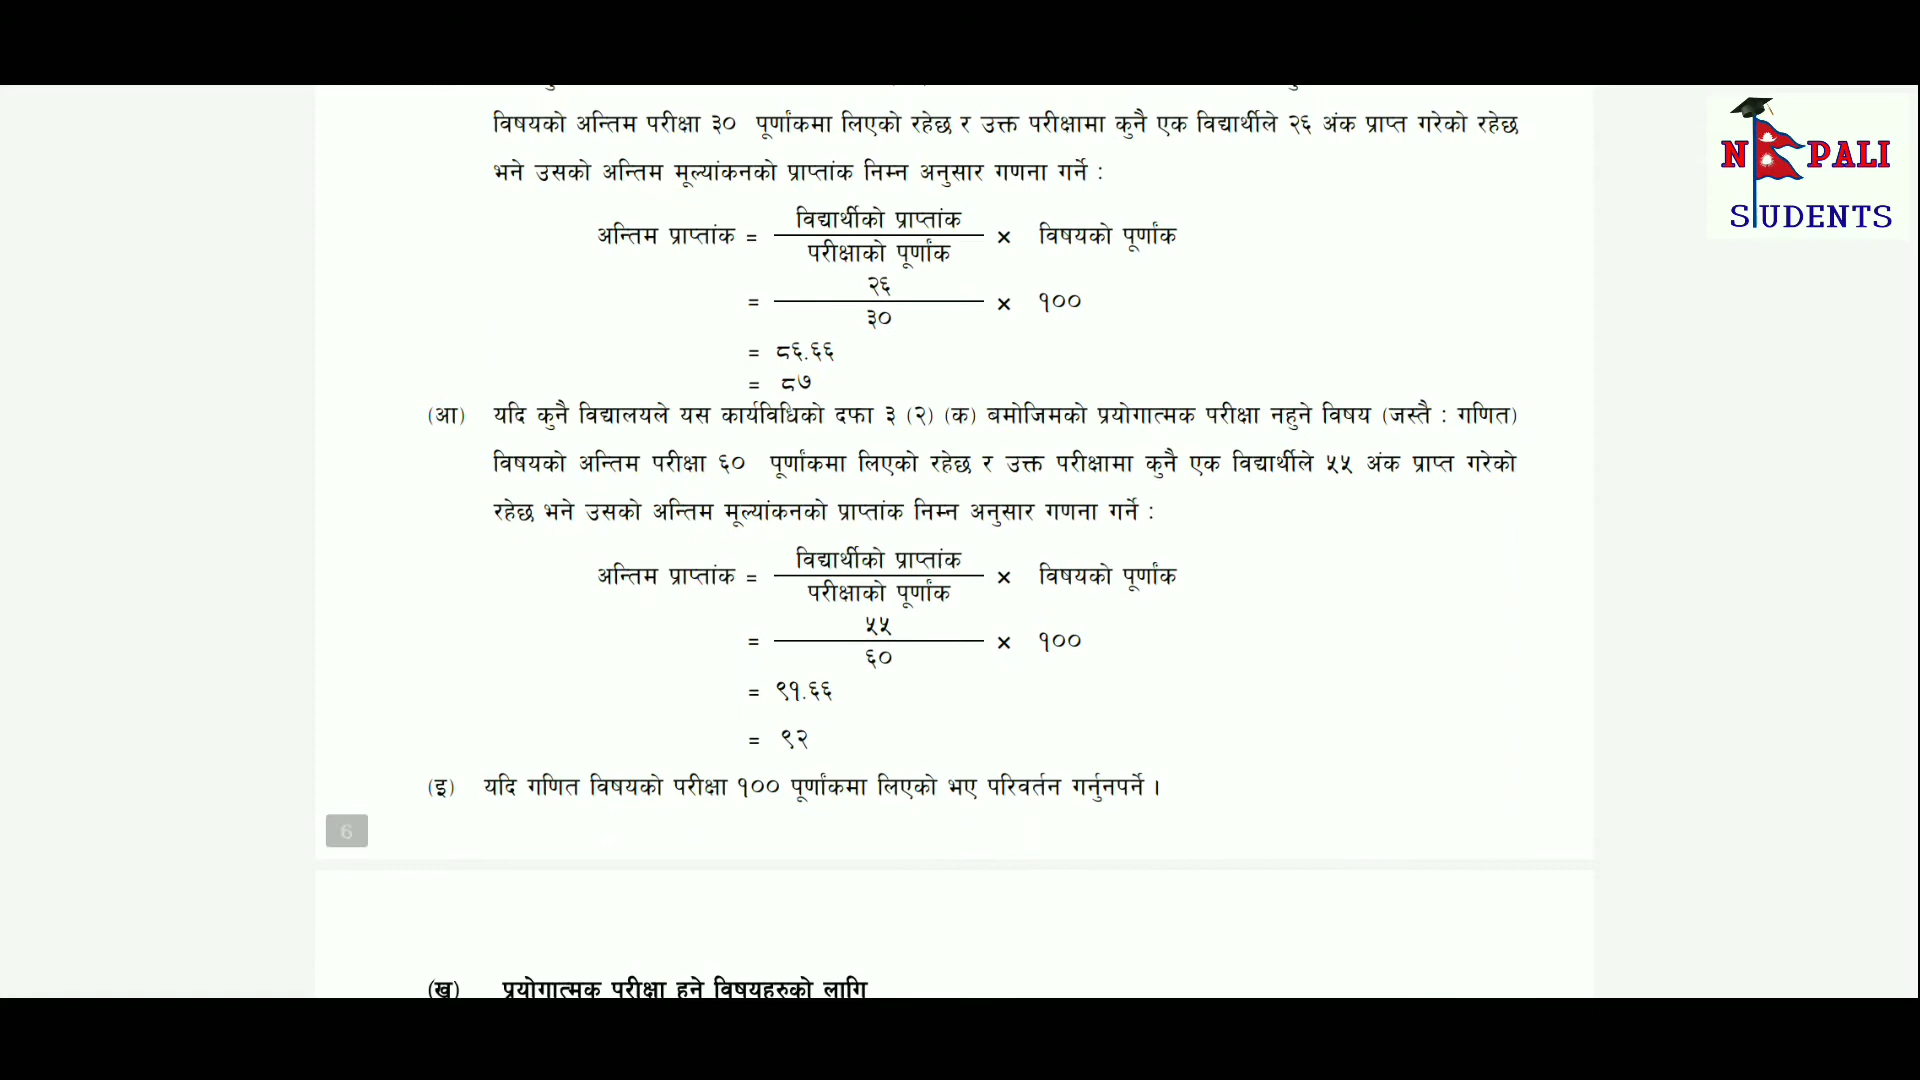 विषयको अन्तिम परीक्षा ३० पूर्णांकमा लिएको रहेछ र उक्त परीक्षामा कुनै एक विद्यार्थीले २६ अंक प्राप्त गरेको रहेछ
भने उसको अन्तिम मूल्यांकनको प्राप्तांक निम्न अनुसार गणना गर्ने :
विद्यार्थीको प्राप्तांक
अन्तिम प्राप्तांक = × विषयको पूर्णांक
परीक्षाको पूर्णांक
२६
= × १००
३०
= ८६.६६
= ८७
(आ) यदि कुनै विद्यालयले यस कार्यविधिको दफा ३ (२) (क) बमोजिमको प्रयोगात्मक परीक्षा नहुने विषय (जस्तै : गणित)
विषयको अन्तिम परीक्षा ६० पूर्णांकमा लिएको रहेछ र उक्त परीक्षामा कुनै एक विद्यार्थीले ५५ अंक प्राप्त गरेको
रहेछ भने उसको अन्तिम मूल्यांकनको प्राप्तांक निम्न अनुसार गणना गर्ने :
विद्यार्थीको प्राप्तांक
अन्तिम प्राप्तांक = × विषयको पूर्णांक
परीक्षाको पूर्णांक
५५
= × १००
६०
= ९१.६६
= ९२
(इ) यदि गणित विषयको परीक्षा १०० पूर्णांकमा लिएको भए परिवर्तन गर्नुनपर्ने ।
6
(ख) प्रयोगात्मक परीक्षा हुने विषयहरुको लागि
N PALI
STUDENTS